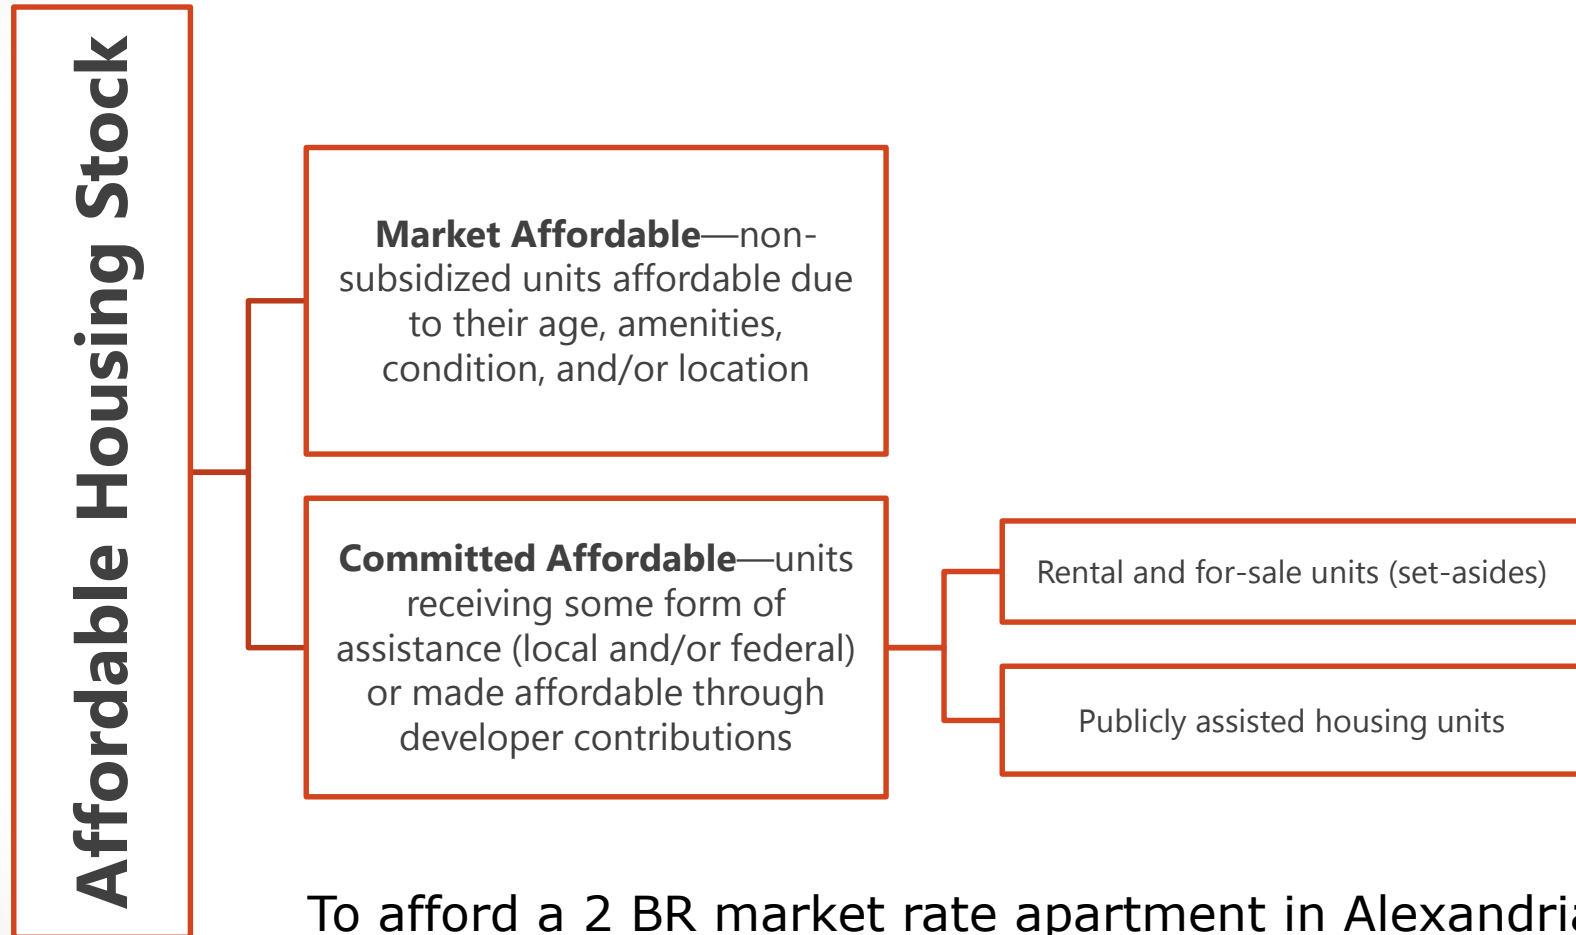 Affordable Housing Stock
Market Affordable—non-
subsidized units affordable due
to their age, amenities,
condition, and/or location
Committed Affordable—units
receiving some form of
assistance (local and/or federal)
or made affordable through
developer contributions
Rental and for-sale units (set-asides)
Publicly assisted housing units
To afford a 2 BR market rate apartment in Alexandria